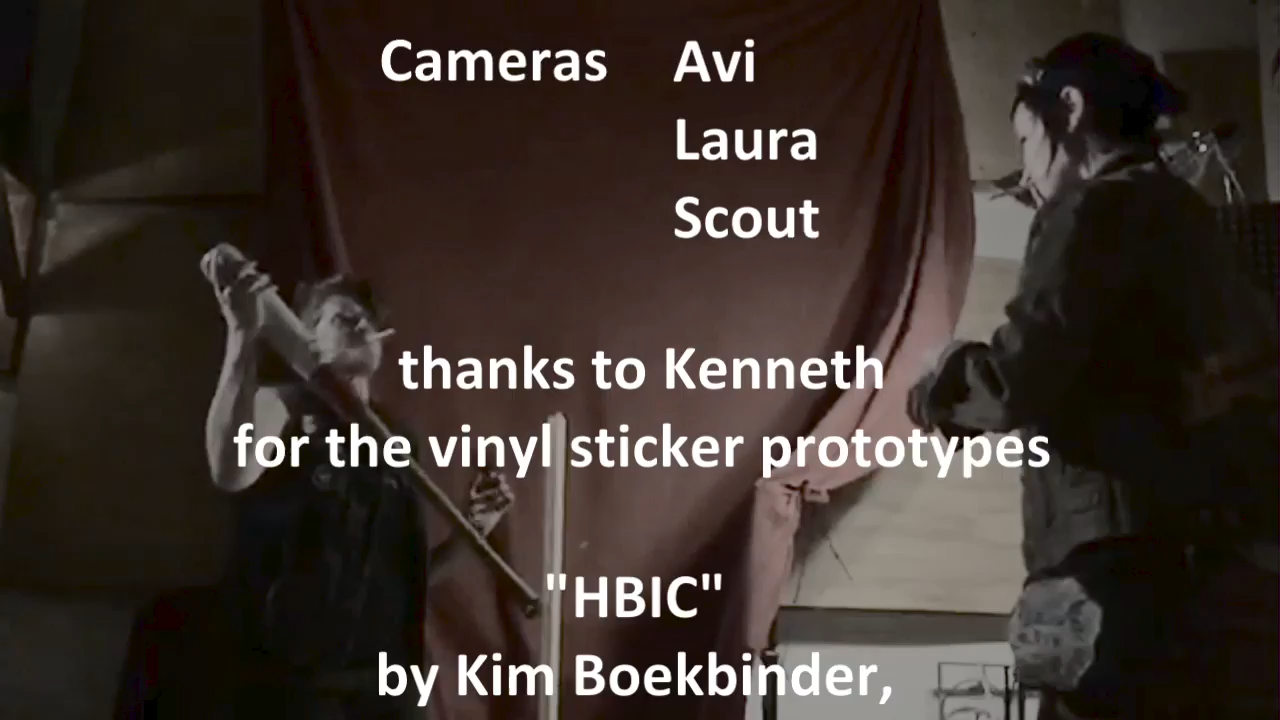 Cameras Avi
Laura
Scout
thanks to Kenneth
for the vinyl sticker prototypes
"HBIC"
by Kim Boekbinder,